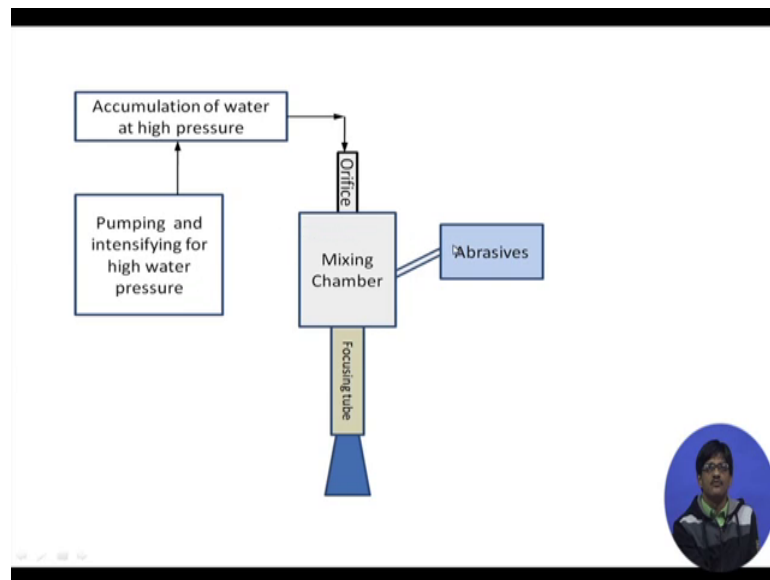 Accumulation of water
at high pressure
Orifice
Pumping and
intensifying for
high water
pressure
Mixing
Chamber
Abrasives
Focusing tube